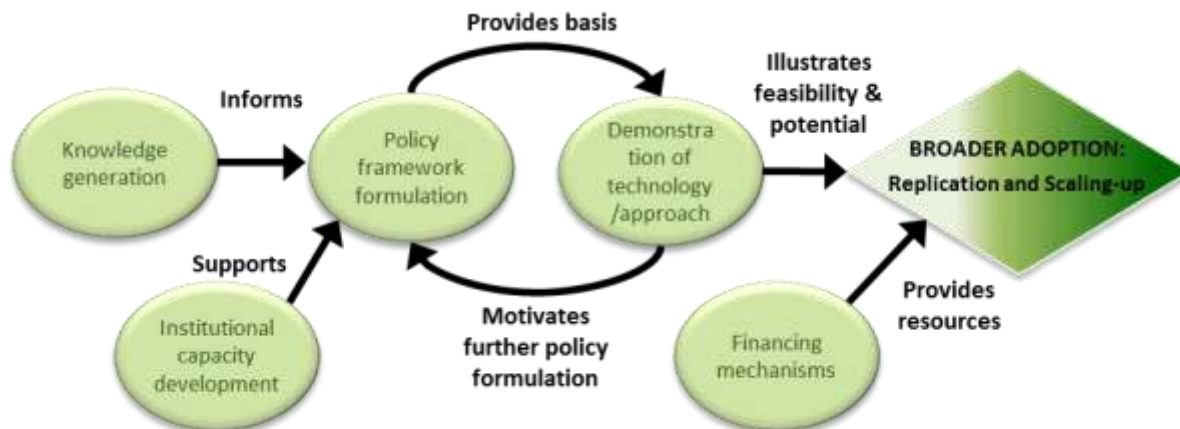 Provides basis
Informs
Illustrates
feasibility &
potential
Knowledge
generation
Policy
framework
formulation
Demonstra
tion of
technology
/approach
BROADER ADOPTION:
Replication and Scaling-up
Supports
Institutional
capacity
development
Motivates
further policy
formulation
Financing
mechanisms
Provides
resources